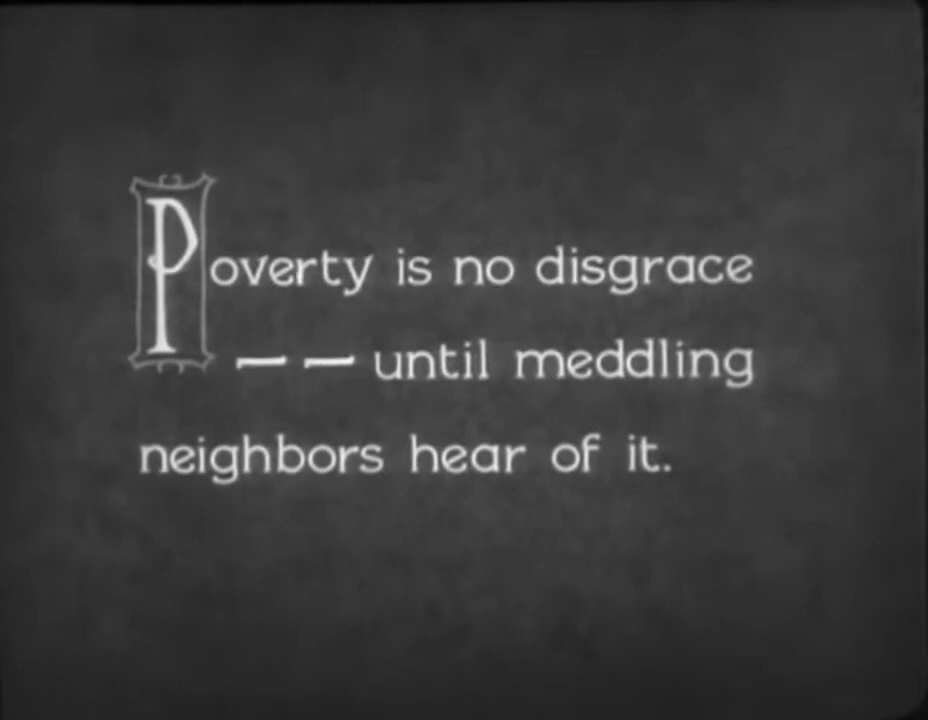 Poverty is no disgrace
— — until meddling
neighbors hear of it.